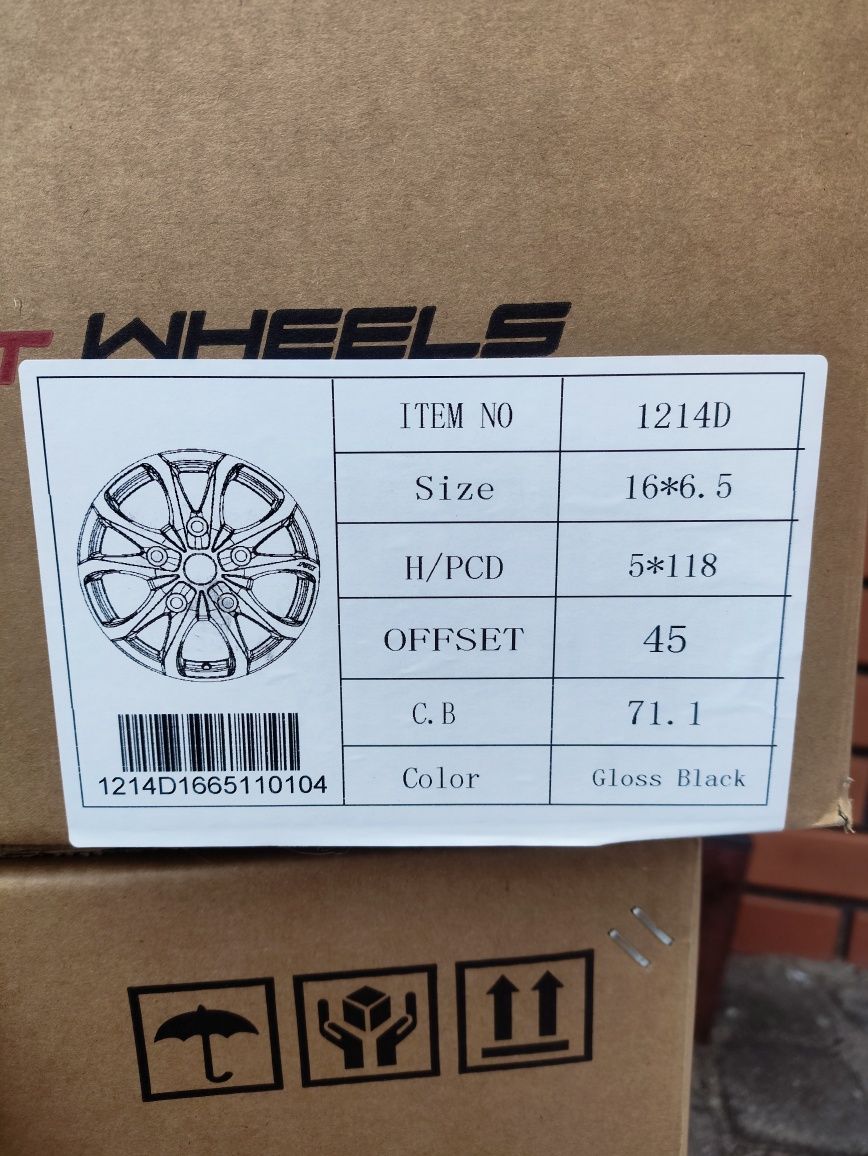 T WHEELS
ITEM NO 1214D
Size 16*6.5
H/PCD 5*118
OFFSET 45
C.B 71.1
Color Gloss Black
1214D1665110104